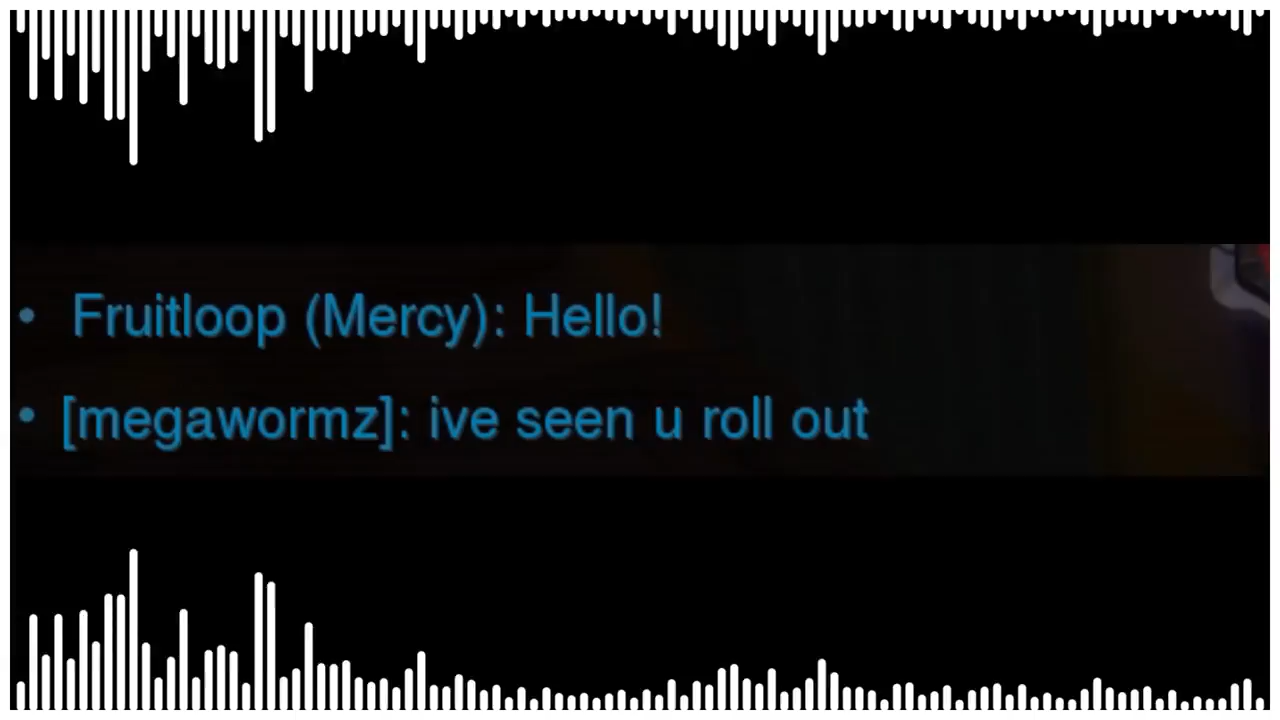 • Fruitloop (Mercy): Hello!
• [megawormz]: ive seen u roll out